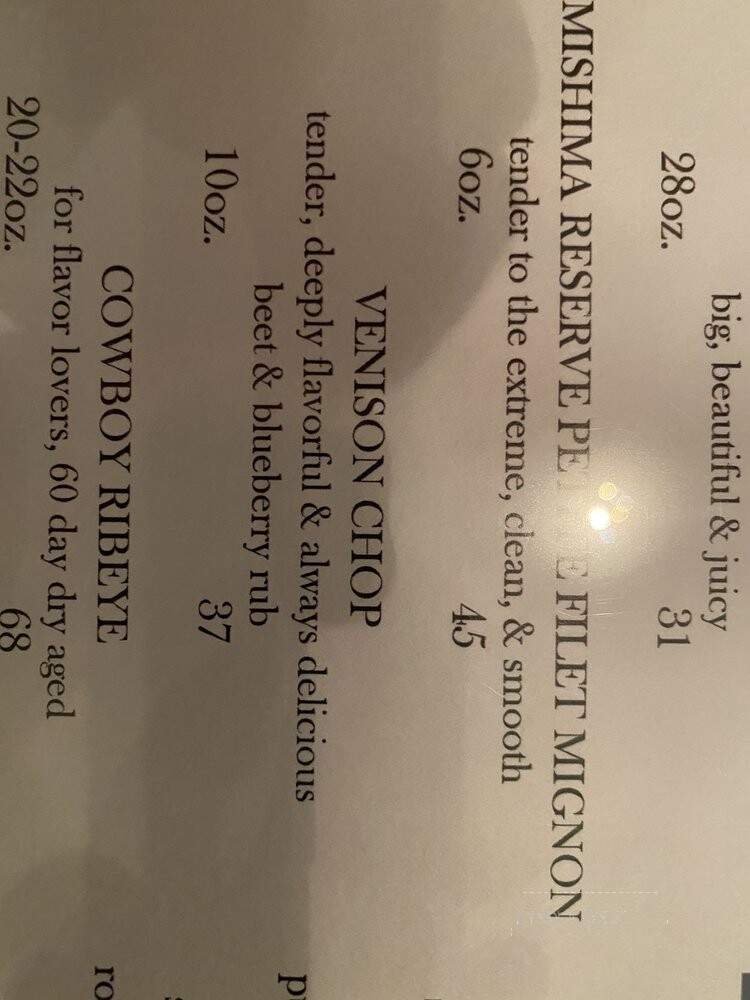 big, beautiful & juicy
28oz. 31
MISHIMA RESERVE FILET MIGNON
tender to the extreme, clean, & smooth
6oz. 45
VENISON CHOP
tender, deeply flavorful & always delicious
beet & blueberry rub
10oz. 37
COWBOY RIBEYE
for flavor lovers, 60 day dry aged
20-22oz. 68